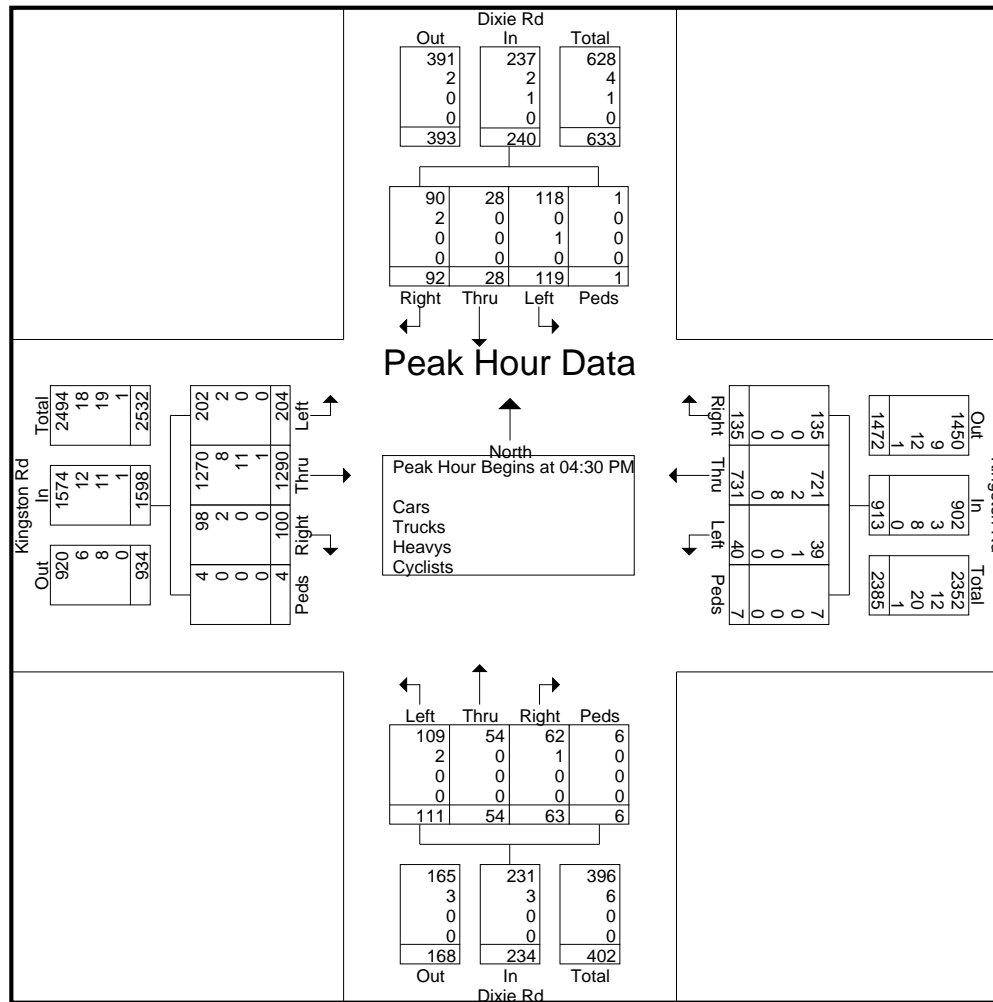 Dixie Rd
Out In Total
391 237 628
2 2 4
0 1 1
0 0 0
393 240 633
90 28 118 1
2 0 0 0
0 0 1 0
0 0 0 0
92 28 119 1
Right Thru Left Peds
Peak Hour Data
North
Peak Hour Begins at 04:30 PM
Cars
Trucks
Heavys
Cyclists
Kingston Rd
Total
2494 18 19 1 2532
In
1574 12 11 1 1598
Out
920 6 8 0 934
202 2 0 0 204
Left
1270 8 11 1 1290
Thru
98 2 0 0 100
Right
4 0 0 0 4
Peds
Right
135 0 0 0 135
Thru
731 0 8 2 721
Left
40 0 0 1 39
Peds
7 0 0 0 7
Out
1472 1 12 9 1450
In
913 0 8 3 902
Total
2385 1 20 12 2352
Left Thru Right Peds
109 54 62 6
2 0 1 0
0 0 0 0
0 0 0 0
111 54 63 6
165 231 396
3 3 6
0 0 0
0 0 0
168 234 402
Out In Total
Dixie Rd